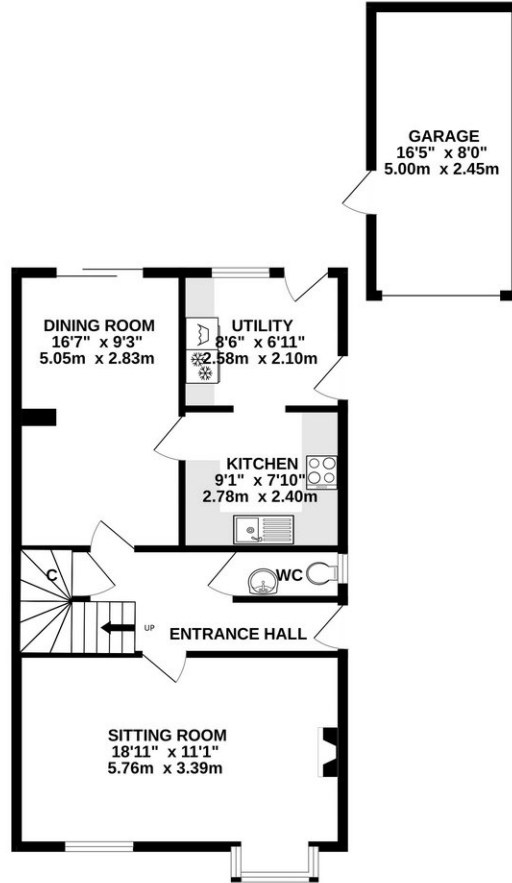 GARAGE
16'5" x 8'0"
5.00m x 2.45m
DINING ROOM
16'7" x 9'3"
5.05m x 2.83m
UTILITY
8'6" x 6'11"
2.58m x 2.10m
KITCHEN
9'1" x 7'10"
2.78m x 2.40m
C
WC
UP
ENTRANCE HALL
SITTING ROOM
18'11" x 11'1"
5.76m x 3.39m